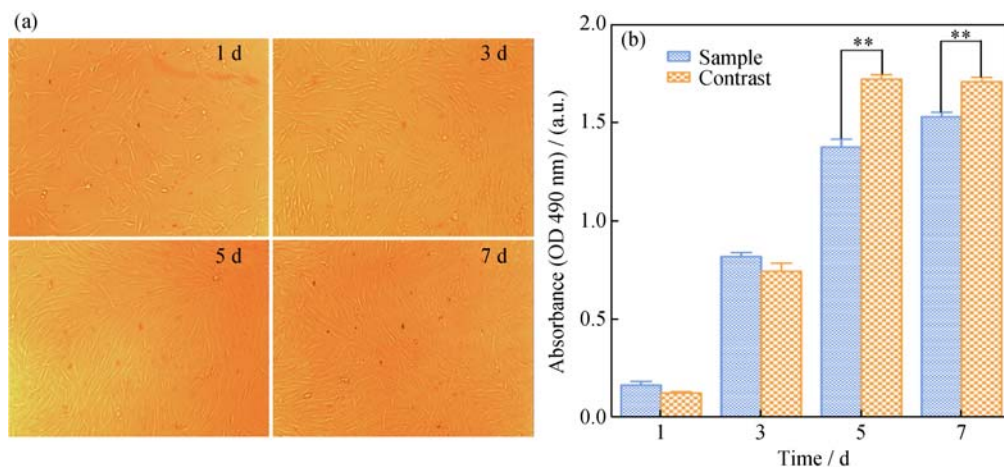 (a)
1 d
3 d
5 d
7 d
(b)
Sample
Contrast
**
**
2.0
1.5
1.0
0.5
0.0
Absorbance (OD 490 nm) / (a.u.)
1 3 5 7
Time / d